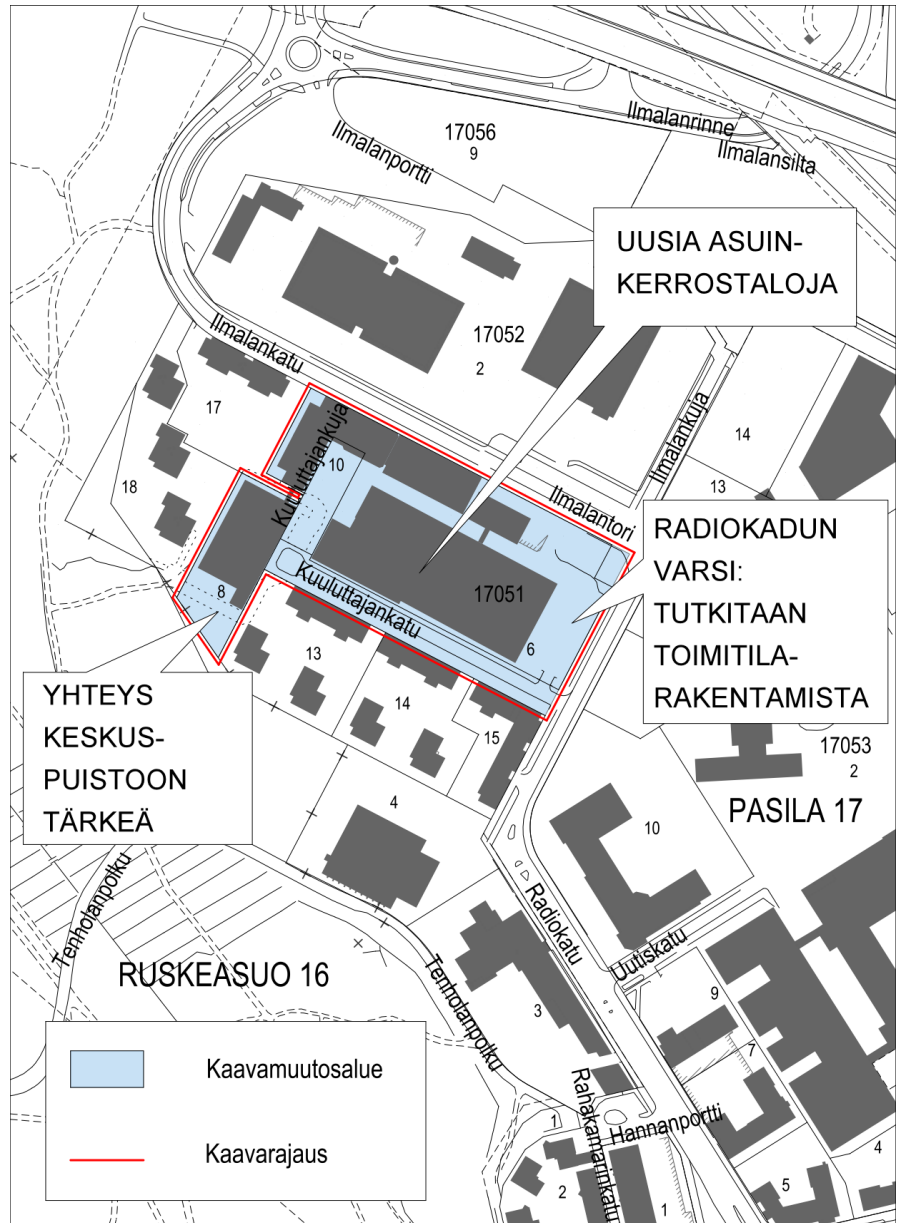 Ilmalanrinne
17056
9
Ilmalanportti
Ilmalansilta
UUSIA ASUIN-
KERROSTALOJA
Ilmalankatu
17052
2
17
Kuuluttajankuja
10
Ilmalankuja
14
13
18
Ilmalantori
RADIOKADUN
VARSI:
TUTKITAAN
TOIMITILA-
RAKENTAMISTA
Kuuluttajankatu
17051
8
6
13
14
15
YHTEYS
KESKUS-
PUISTOON
TÄRKEÄ
17053
2
PASILA 17
4
10
Tenholanpolku
Radiokatu
Uutiskatu
RUSKEASUO 16
Tenholanpolku
3
9
7
Kaavamuutosalue
Rahakamarinkatu
1
Hannanportti
4
Kaavarajaus
2
1
5